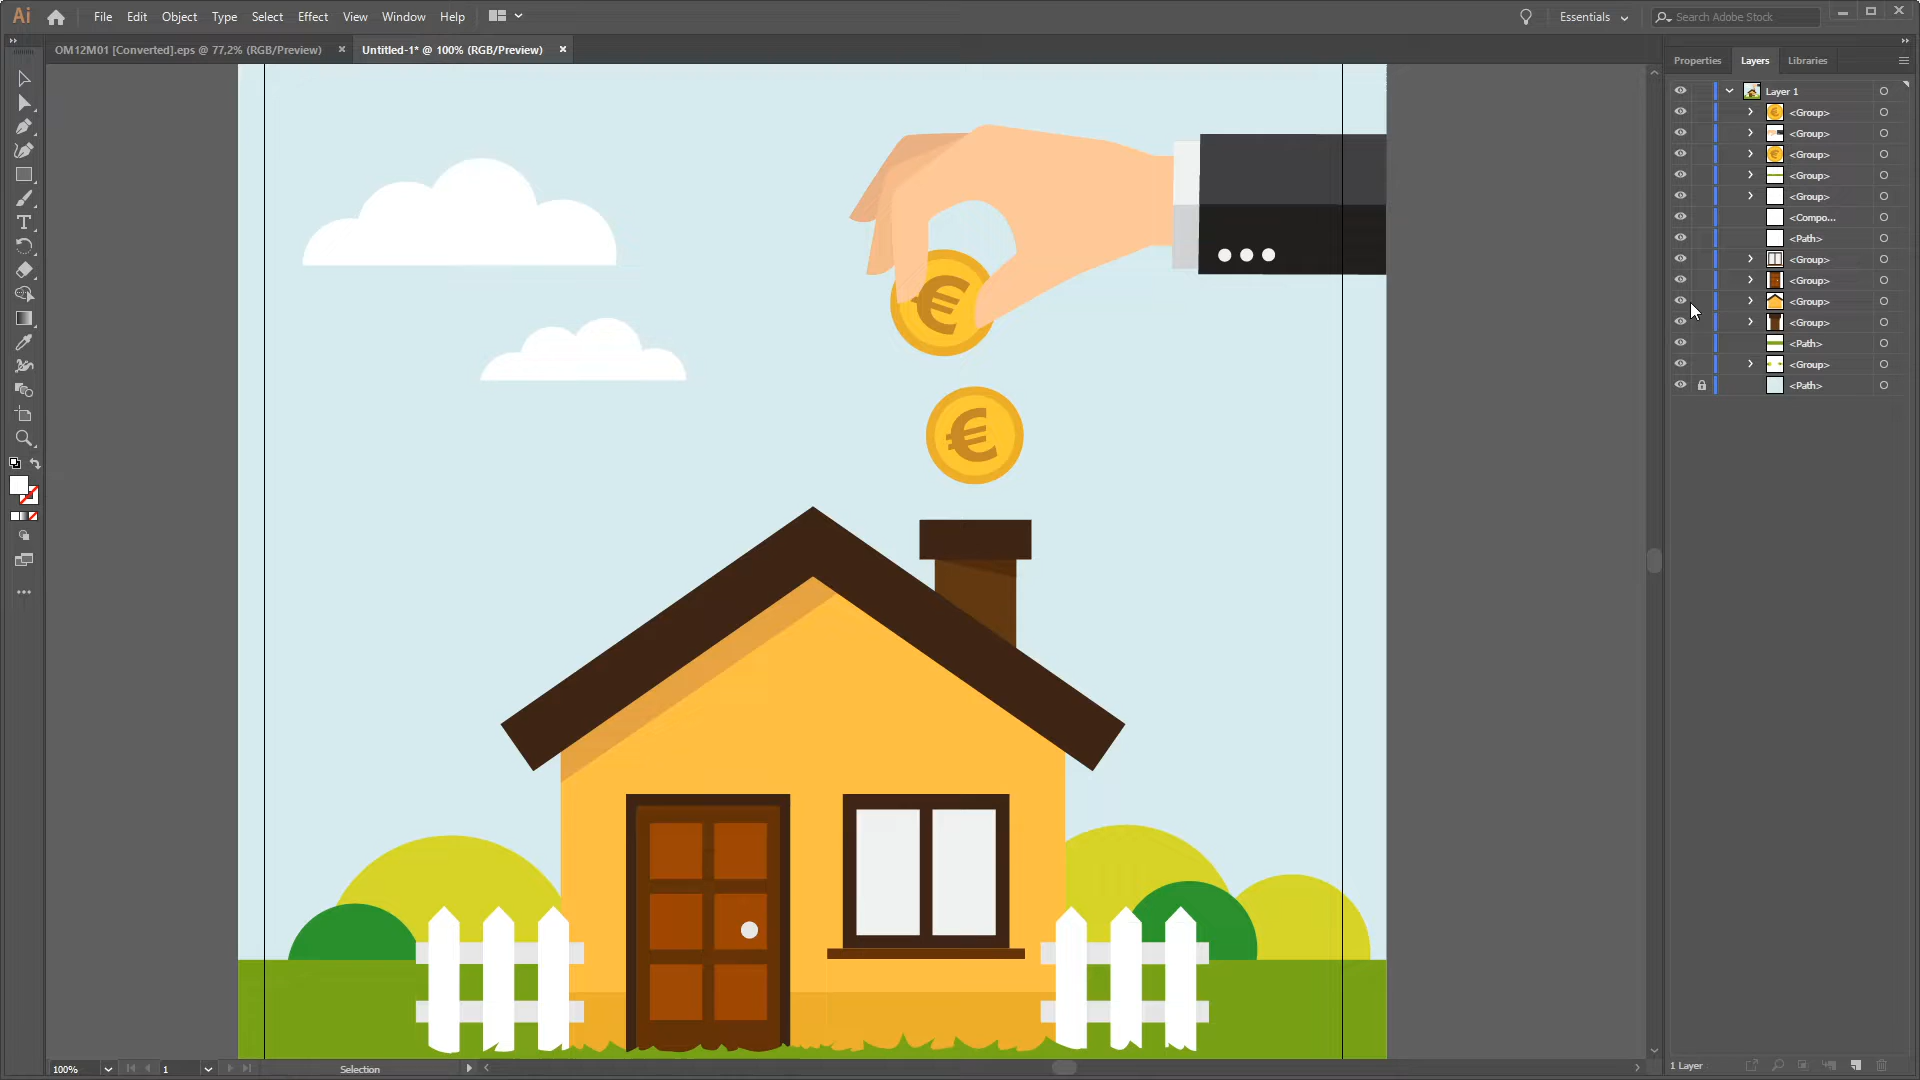 Ai File Edit Object Type Select Effect View Window Help Essentials Search Adobe Stock
OM12M01 [Converted].eps @ 77,2% (RGB/Preview) × Untitled-1* @ 100% (RGB/Preview) ×
Properties Layers Libraries
Layer 1
<Group>
<Group>
<Group>
<Group>
<Group>
<Compo...
<Path>
<Group>
<Group>
<Group>
<Group>
<Path>
<Group>
<Path>
€
€
100% 1 Selection
1 Layer